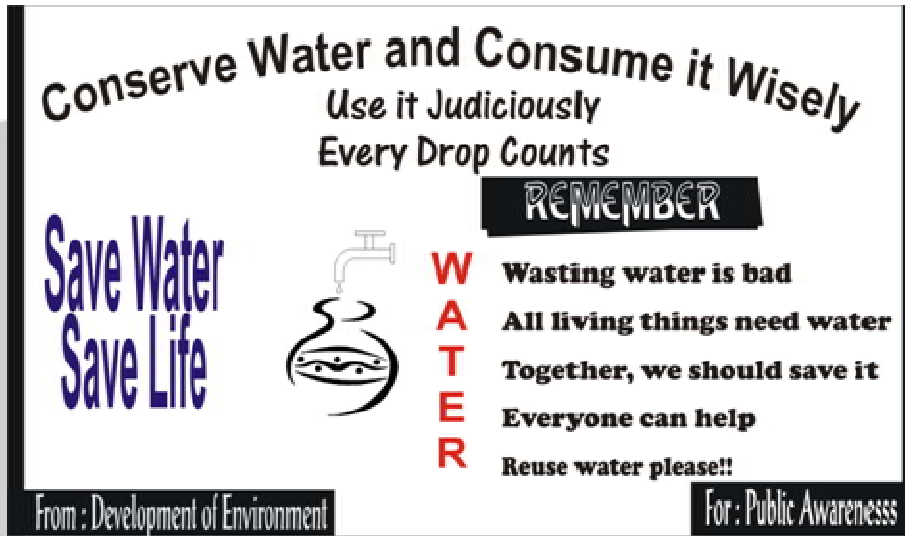 Conserve Water and Consume it Wisely
Use it Judiciously
Every Drop Counts
REMEMBER
Save Water
Save Life
W Wasting water is bad
A All living things need water
T Together, we should save it
E Everyone can help
R Reuse water please!!
From : Development of Environment
For : Public Awarenesss